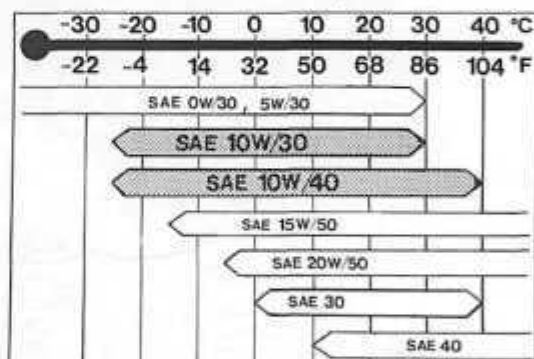 -30 -20 -10 0 10 20 30 40 °C
-22 -4 14 32 50 68 86 104 °F
SAE 0W/30 , 5W/30
SAE 10W/30
SAE 10W/40
SAE 15W/50
SAE 20W/50
SAE 30
SAE 40